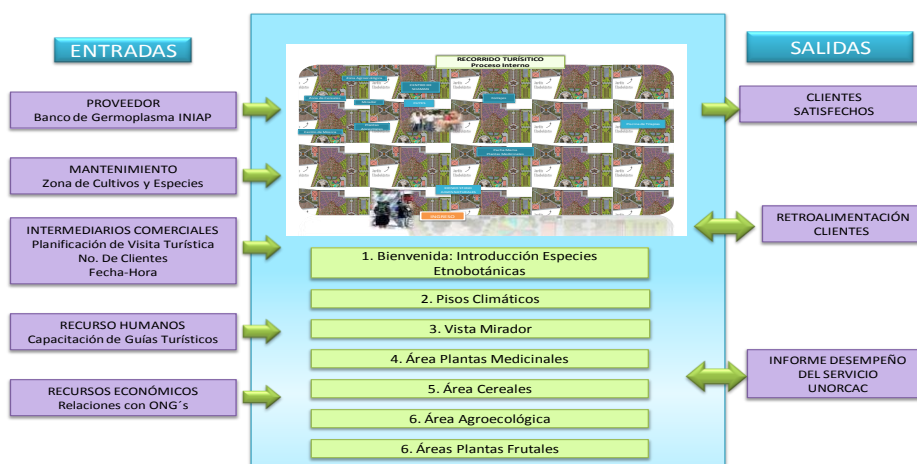 ENTRADAS
PROVEEDOR
Banco de Germoplasma INIAP
MANTENIMIENTO
Zona de Cultivos y Especies
INTERMEDIARIOS COMERCIALES
Planificación de Visita Turística
No. De Clientes
Fecha-Hora
RECURSO HUMANOS
Capacitación de Guías Turísticos
RECURSOS ECONÓMICOS
Relaciones con ONG´s
RECORRIDO TURÍSITICO
Proceso Interno
1. Bienvenida: Introducción Especies
Etnobotánicas
2. Pisos Climáticos
3. Vista Mirador
4. Área Plantas Medicinales
5. Área Cereales
6. Área Agroecológica
6. Áreas Plantas Frutales
SALIDAS
CLIENTES
SATISFECHOS
RETROALIMENTACIÓN
CLIENTES
INFORME DESEMPEÑO
DEL SERVICIO
UNORCAC